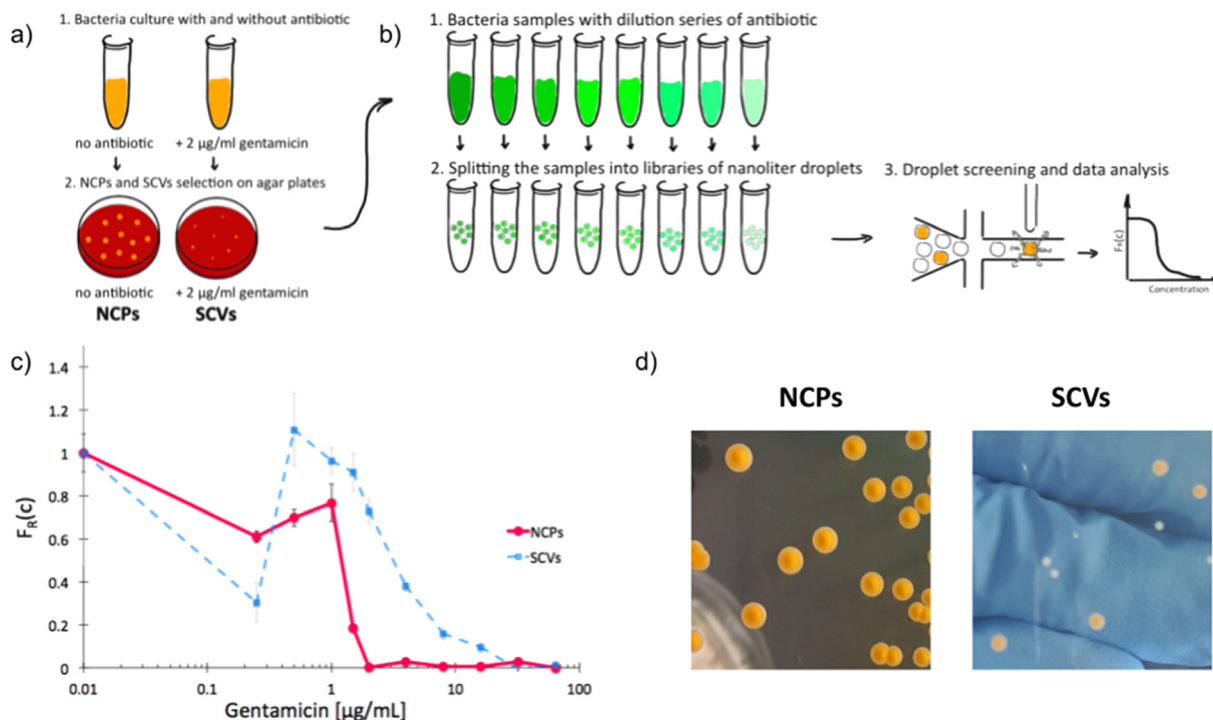 a)
1. Bacteria culture with and without antibiotic
no antibiotic
+ 2 µg/ml gentamicin
2. NCPs and SCVs selection on agar plates
no antibiotic
+ 2 µg/ml gentamicin
NCPs
SCVs
b)
1. Bacteria samples with dilution series of antibiotic
2. Splitting the samples into libraries of nanoliter droplets
3. Droplet screening and data analysis
Concentration
c)
1.4
1.2
1
0.8
0.6
0.4
0.2
0
0.01
0.1
1
10
100
FR(c)
Gentamicin [µg/mL]
NCPs
SCVs
d)
NCPs
SCVs